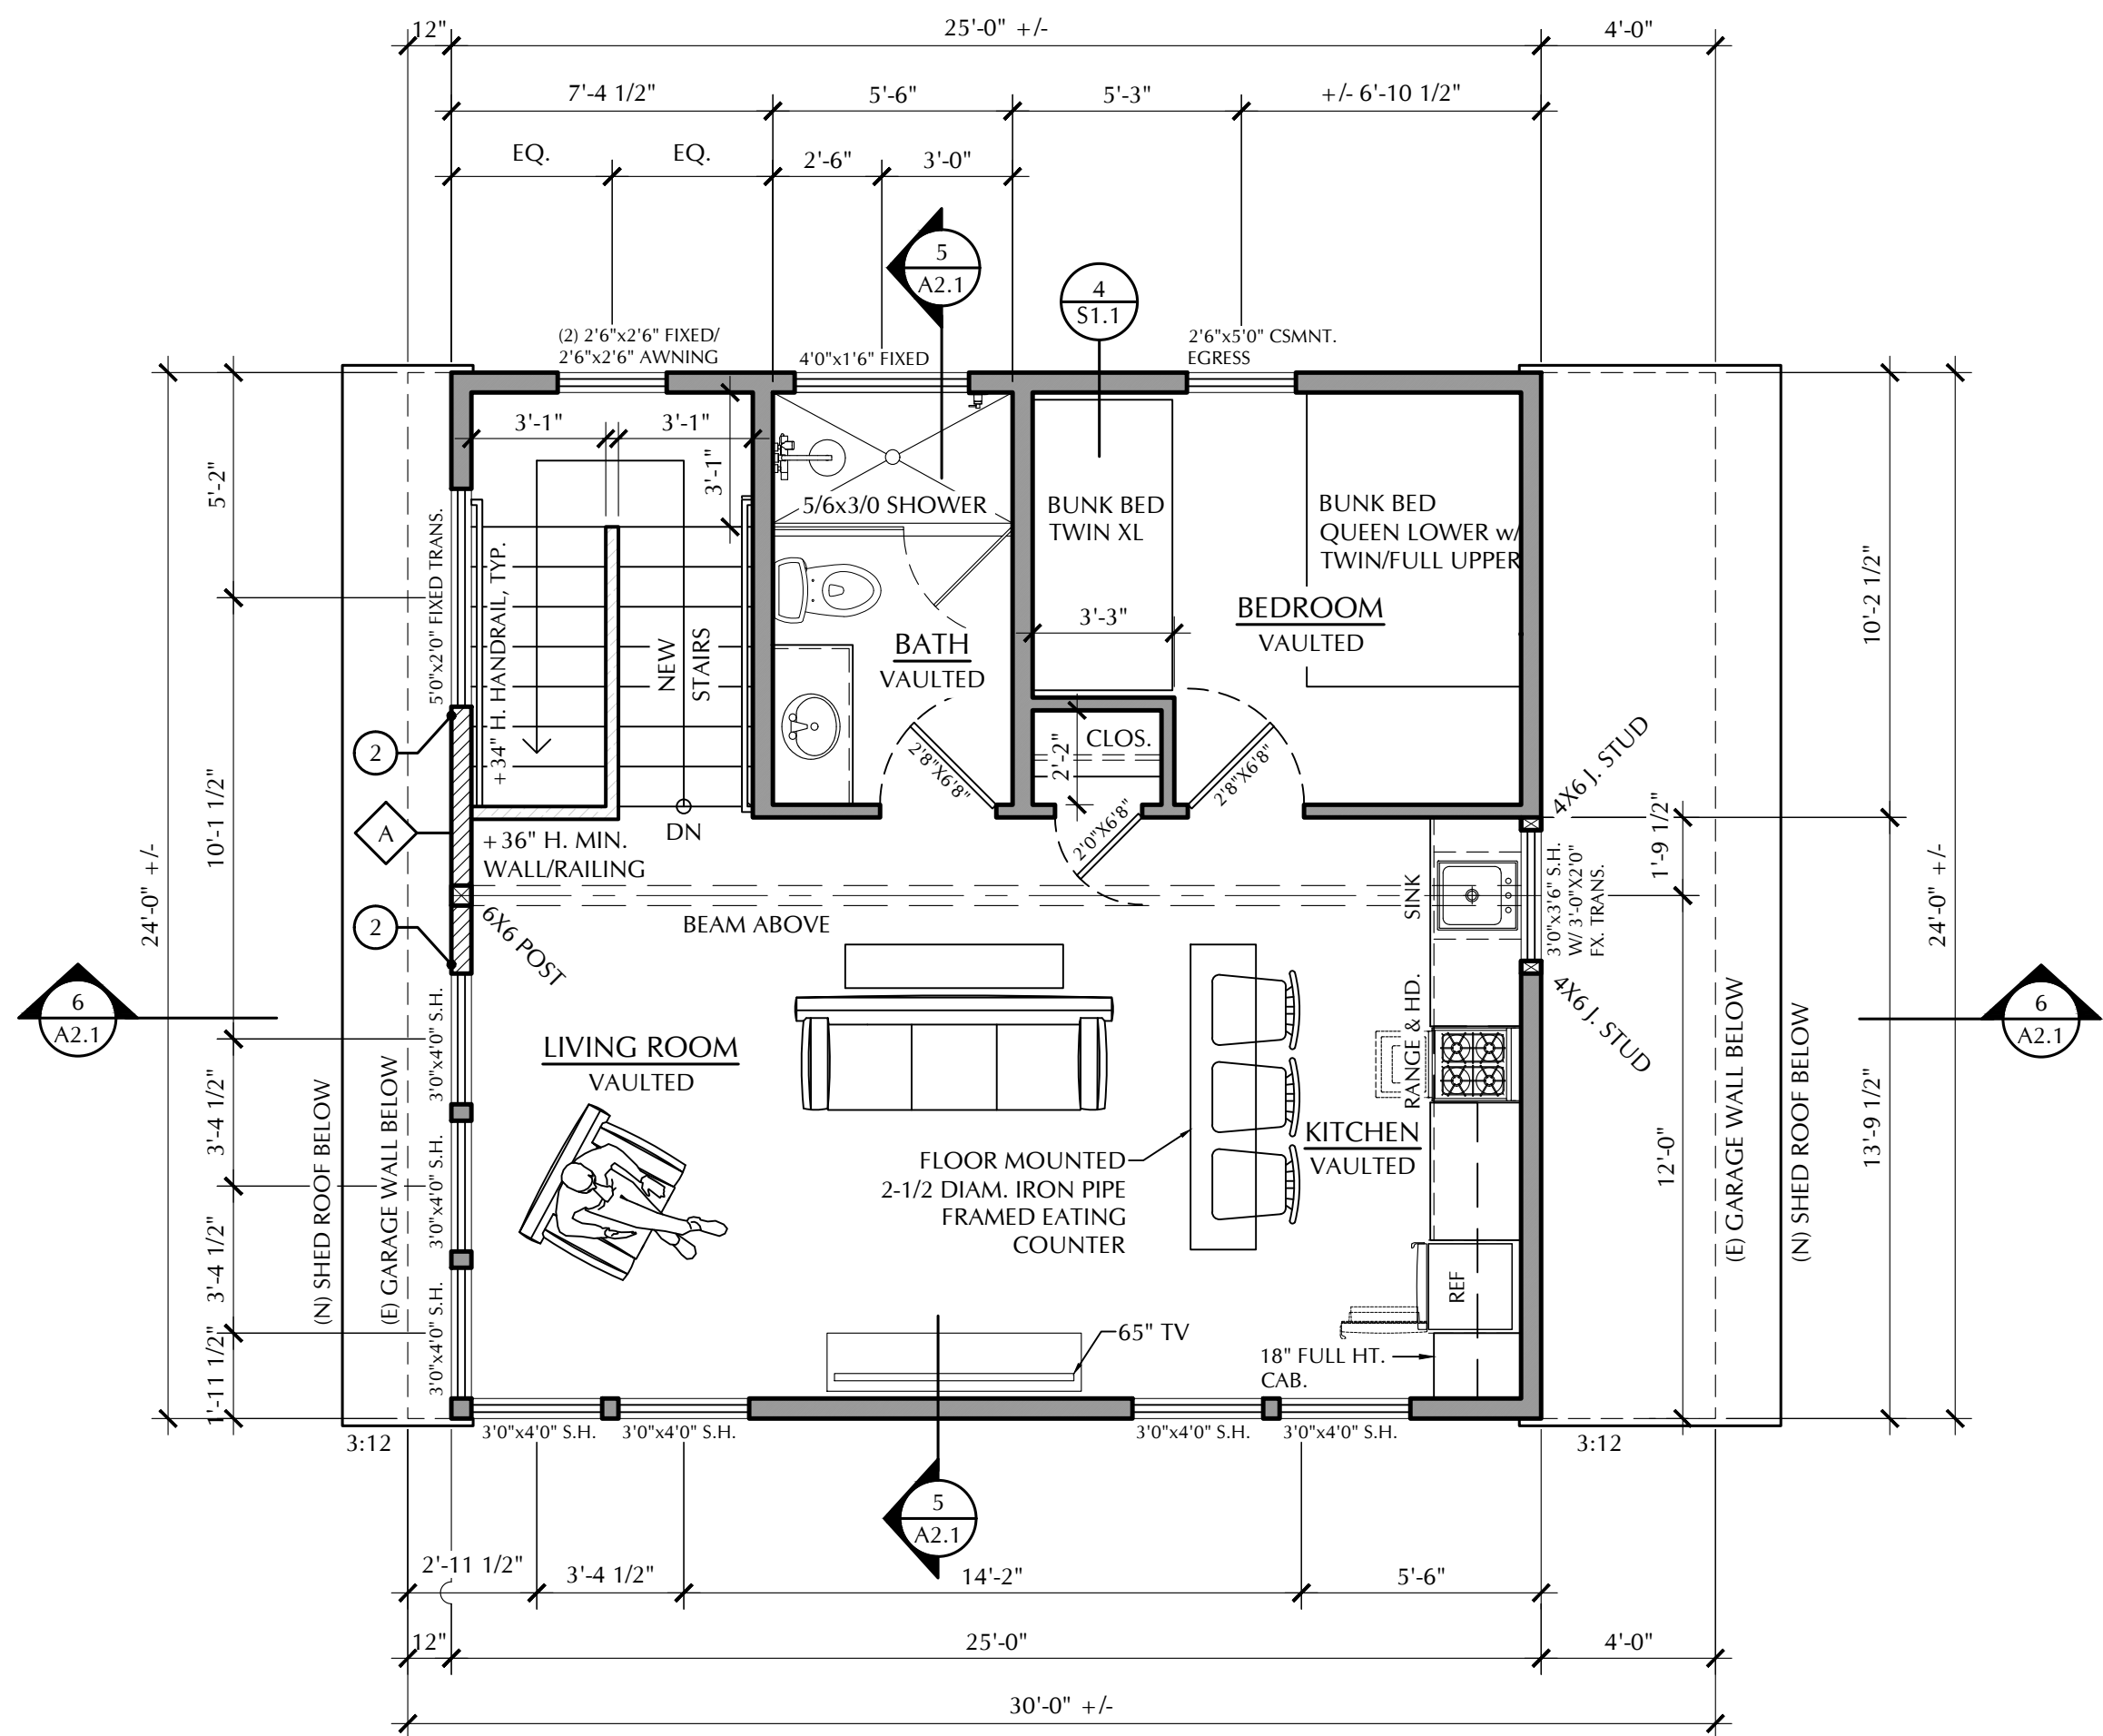 12"
25'-0" +/-
4'-0"
7'-4 1/2"
5'-6"
5'-3"
+/- 6'-10 1/2"
EQ.
EQ.
2'-6"
3'-0"
5
A2.1
4
S1.1
(2) 2'6"x2'6" FIXED/
2'6"x2'6" AWNING
4'0"x1'6" FIXED
2'6"x5'0" CSMNT.
EGRESS
3'-1"
3'-1"
3'-1"
5'-2"
5'0"x2'0" FIXED TRANS.
+34" H. HANDRAIL, TYP.
NEW
STAIRS
5/6x3/0 SHOWER
BUNK BED
TWIN XL
BUNK BED
QUEEN LOWER w/
TWIN/FULL UPPER
3'-3"
BEDROOM
VAULTED
BATH
VAULTED
10'-2 1/2"
2
2'8"X6'8"
2'-2"
CLOS.
2'8"X6'8"
2'0"X6'8"
4X6 J. STUD
1'-9 1/2"
10'-1 1/2"
A
DN
+36" H. MIN.
WALL/RAILING
24'-0" +/-
2
6X6 POST
BEAM ABOVE
SINK
3'0"x3'6" S.H.
W/ 3'-0"X2'0"
FX. TRANS.
24'-0" +/-
6
A2.1
4X6 J. STUD
6
A2.1
3'0"x4'0" S.H.
LIVING ROOM
VAULTED
RANGE & HD.
(E) GARAGE WALL BELOW
(N) SHED ROOF BELOW
3'-4 1/2"
(N) SHED ROOF BELOW
(E) GARAGE WALL BELOW
3'0"x4'0" S.H.
KITCHEN
VAULTED
12'-0"
13'-9 1/2"
FLOOR MOUNTED
2-1/2 DIAM. IRON PIPE
FRAMED EATING
COUNTER
3'-4 1/2"
REF
3'0"x4'0" S.H.
65" TV
18" FULL HT.
CAB.
1'-11 1/2"
3'0"x4'0" S.H.
3'0"x4'0" S.H.
3'0"x4'0" S.H.
3'0"x4'0" S.H.
3:12
3:12
5
A2.1
2'-11 1/2"
3'-4 1/2"
14'-2"
5'-6"
12"
25'-0"
4'-0"
30'-0" +/-